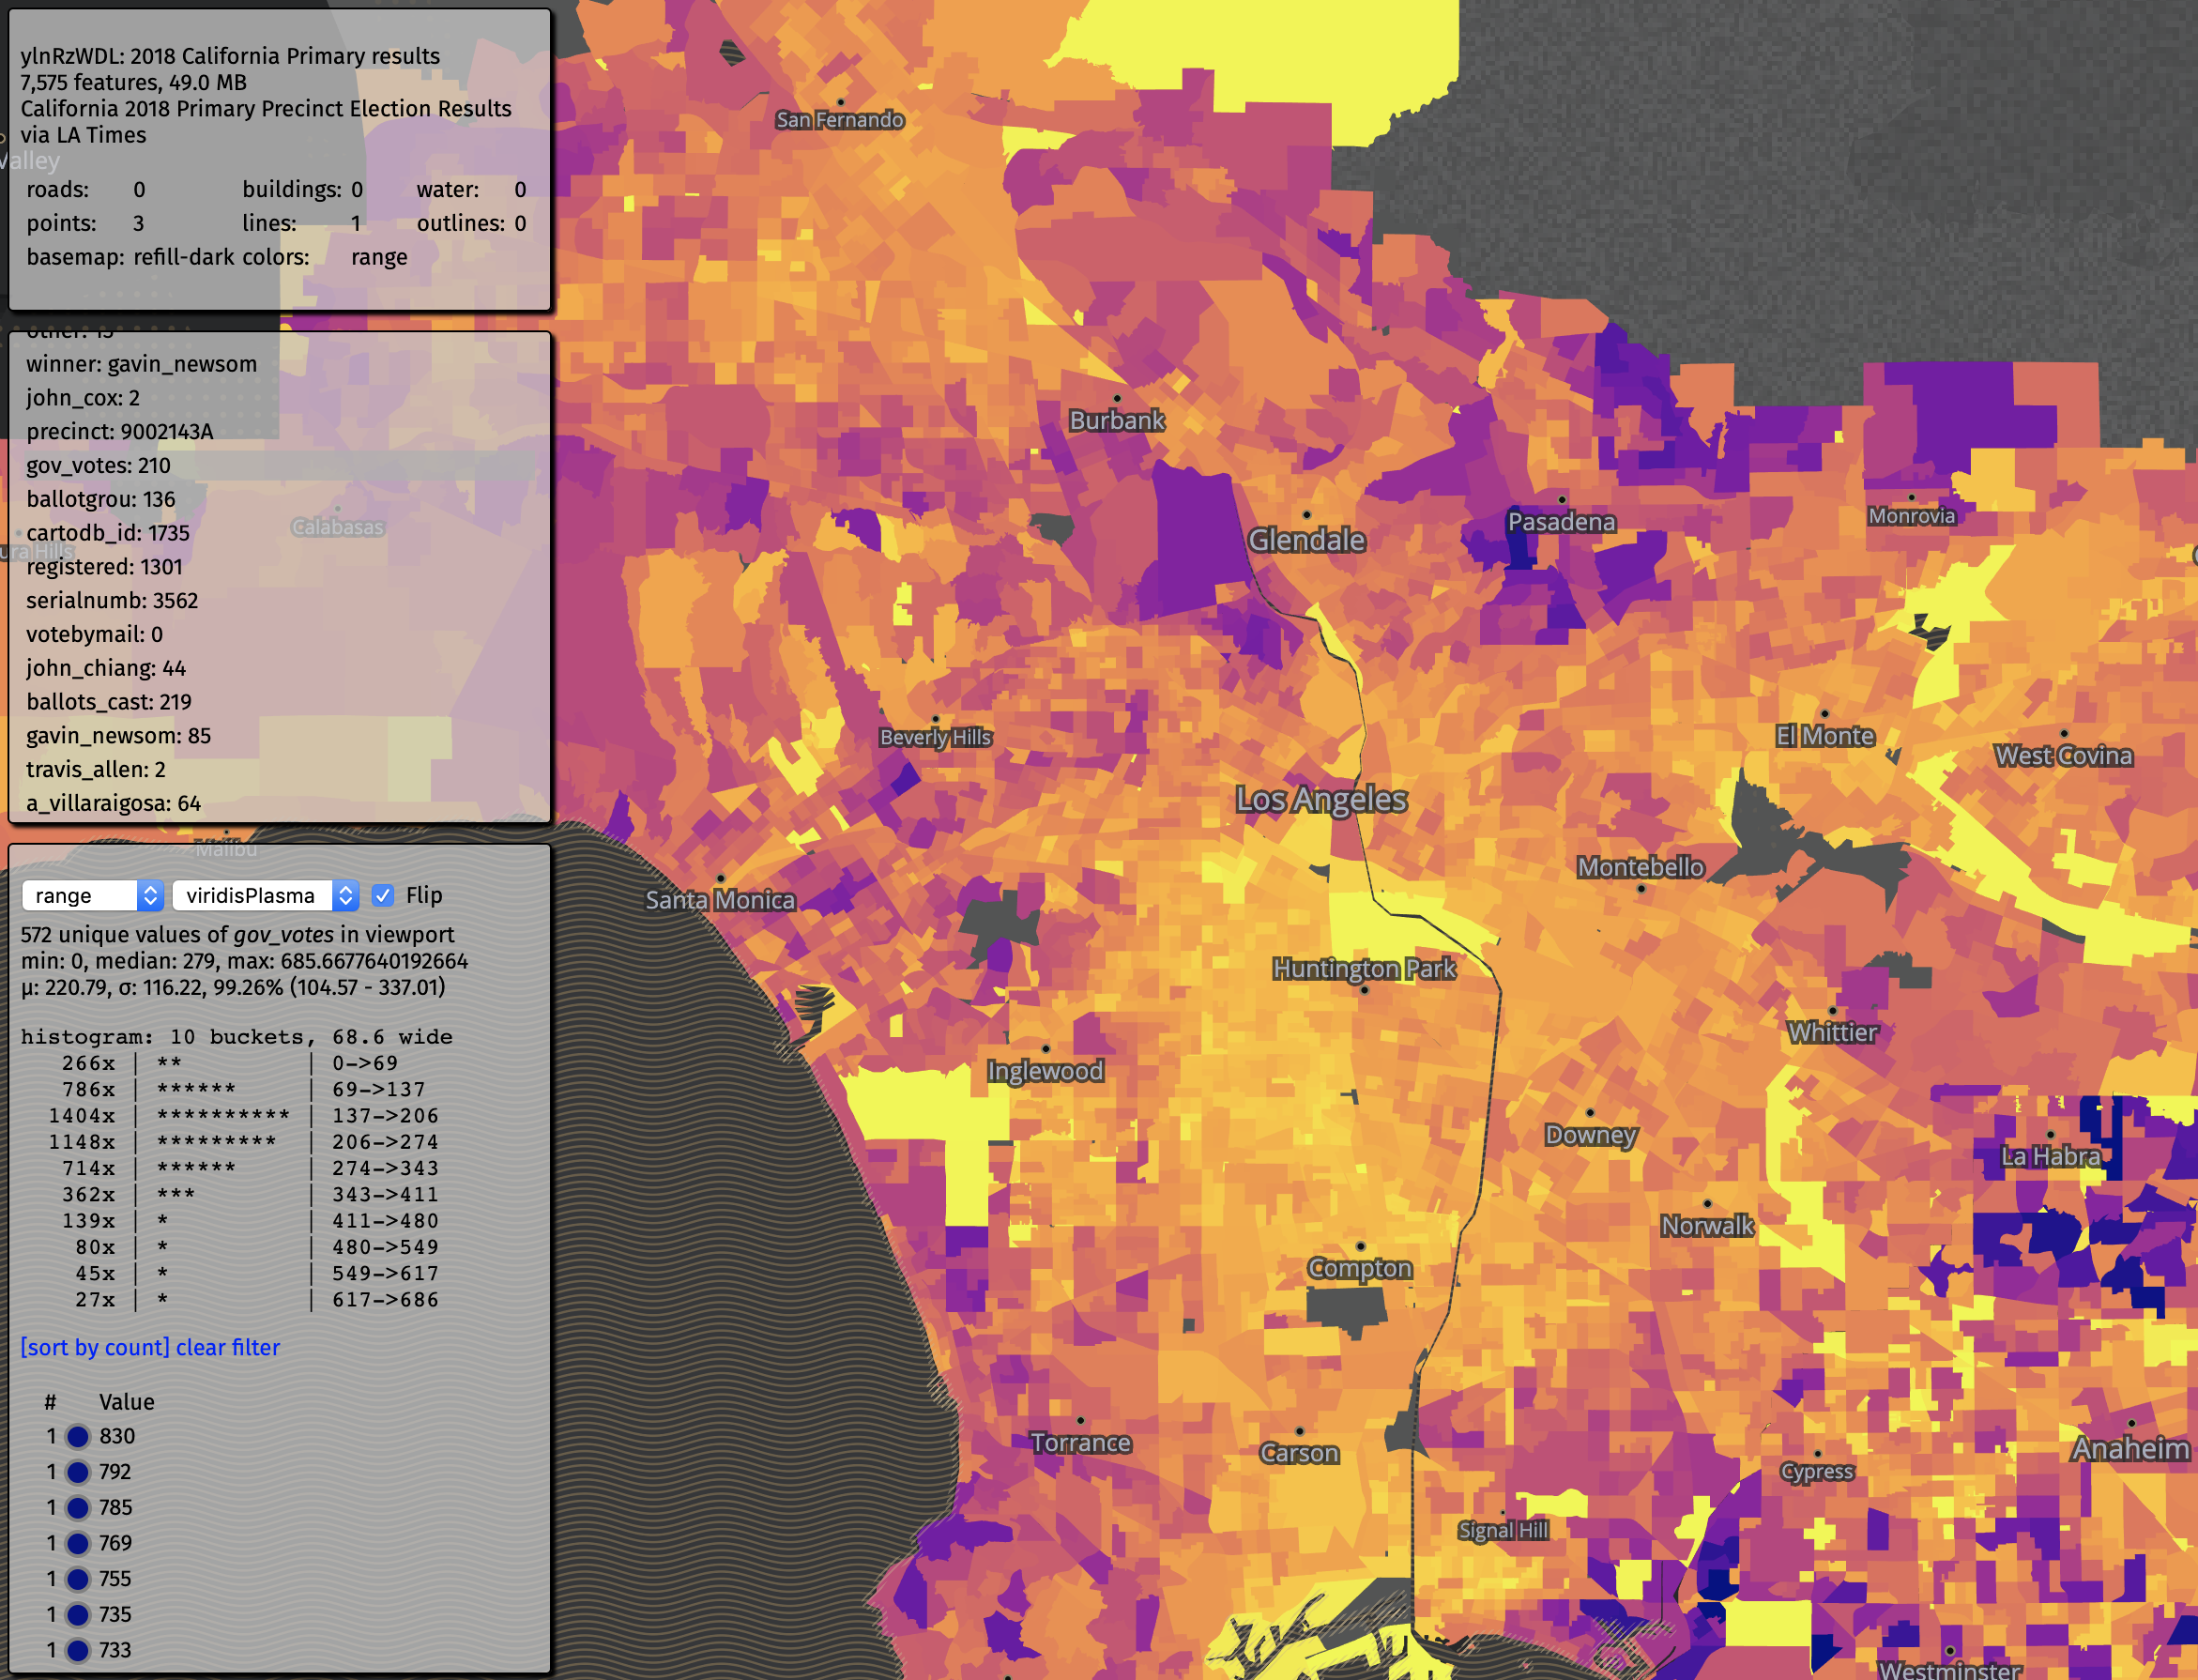 ylnRzWDL: 2018 California Primary results
7,575 features, 49.0 MB
California 2018 Primary Precinct Election Results
via LA Times
Valley
roads: 0 buildings: 0 water: 0
points: 3 lines: 1 outlines: 0
basemap: refill-dark colors: range
other: 15
winner: gavin_newsom
john_cox: 2
precinct: 9002143A
gov_votes: 210
ballotgrou: 136
cartodb_id: 1735
registered: 1301
serialnumb: 3562
votebymail: 0
john_chiang: 44
ballots_cast: 219
gavin_newsom: 85
travis_allen: 2
a_villaraigosa: 64
Calabasas
ura Hills
Malibu
range viridisPlasma Flip
572 unique values of gov_votes in viewport
min: 0, median: 279, max: 685.6677640192664
μ: 220.79, σ: 116.22, 99.26% (104.57 - 337.01)
histogram: 10 buckets, 68.6 wide
266x | ** | 0->69
786x | ****** | 69->137
1404x | ********** | 137->206
1148x | ********* | 206->274
714x | ****** | 274->343
362x | *** | 343->411
139x | * | 411->480
80x | * | 480->549
45x | * | 549->617
27x | * | 617->686
[sort by count] clear filter
# Value
1 830
1 792
1 785
1 769
1 755
1 735
1 733
San Fernando
Burbank
Glendale
Pasadena
Monrovia
Beverly Hills
El Monte
West Covina
Los Angeles
Montebello
Santa Monica
Huntington Park
Whittier
Inglewood
Downey
La Habra
Norwalk
Compton
Torrance
Carson
Anaheim
Cypress
Signal Hill
Westminster